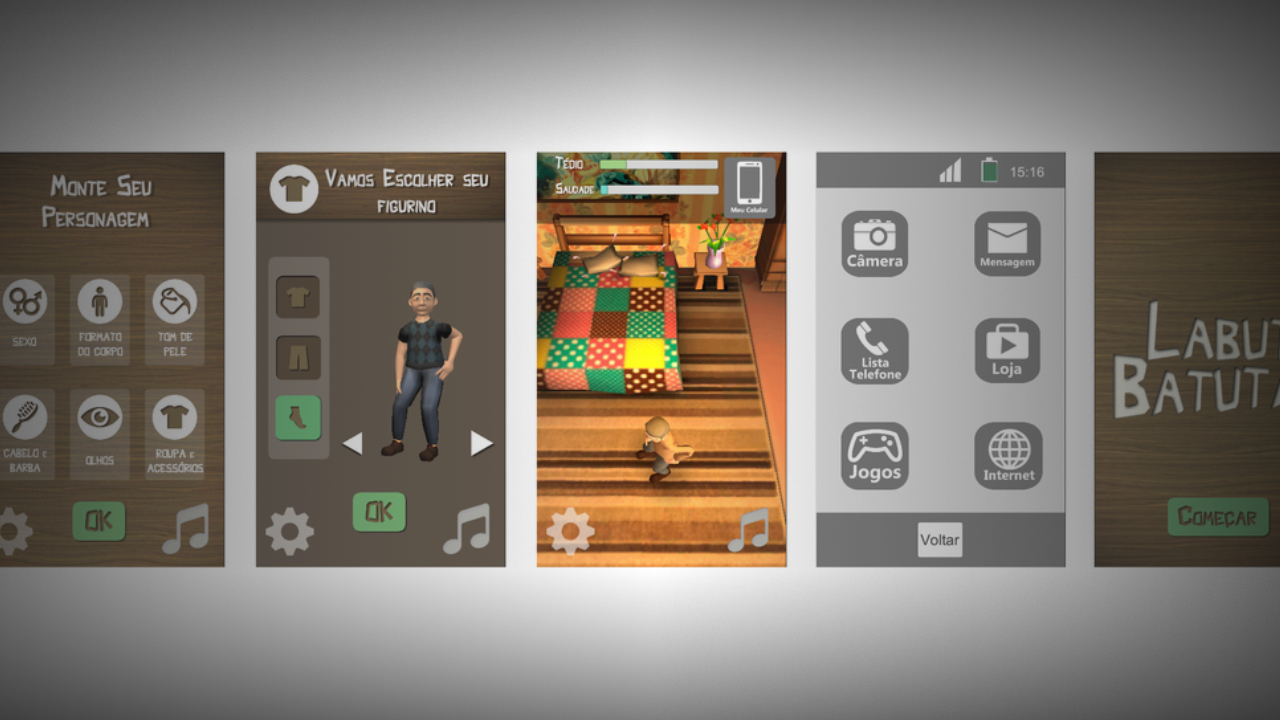 Monte Seu
Personagem
SEXO
FORMATO
DO CORPO
TOM DE
PELE
CABELO E
BARBA
OLHOS
ROUPA E
ACESSÓRIOS
OK
Vamos Escolher seu
figurino
OK
Tédio
Saudade
Meu Celular
15:16
Câmera
Mensagem
Lista
Telefone
Loja
Jogos
Internet
Voltar
Labut
Batuta
Começar